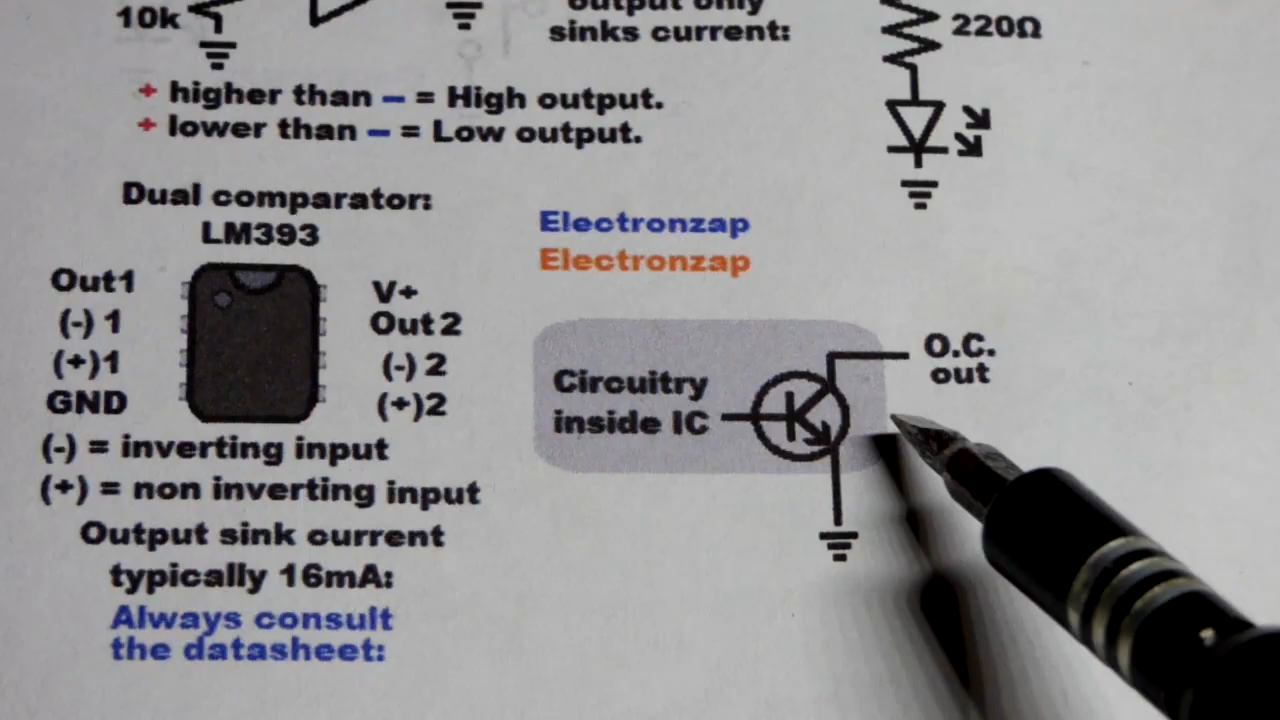 10k
output only
sinks current:
220Ω
+ higher than – = High output.
+ lower than – = Low output.
Dual comparator:
LM393
Out1
(-) 1
(+)1
GND
V+
Out 2
(-) 2
(+)2
(-) = inverting input
(+) = non inverting input
Output sink current
typically 16mA:
Always consult
the datasheet:
Electronzap
Electronzap
Circuitry
inside IC
O.C.
out